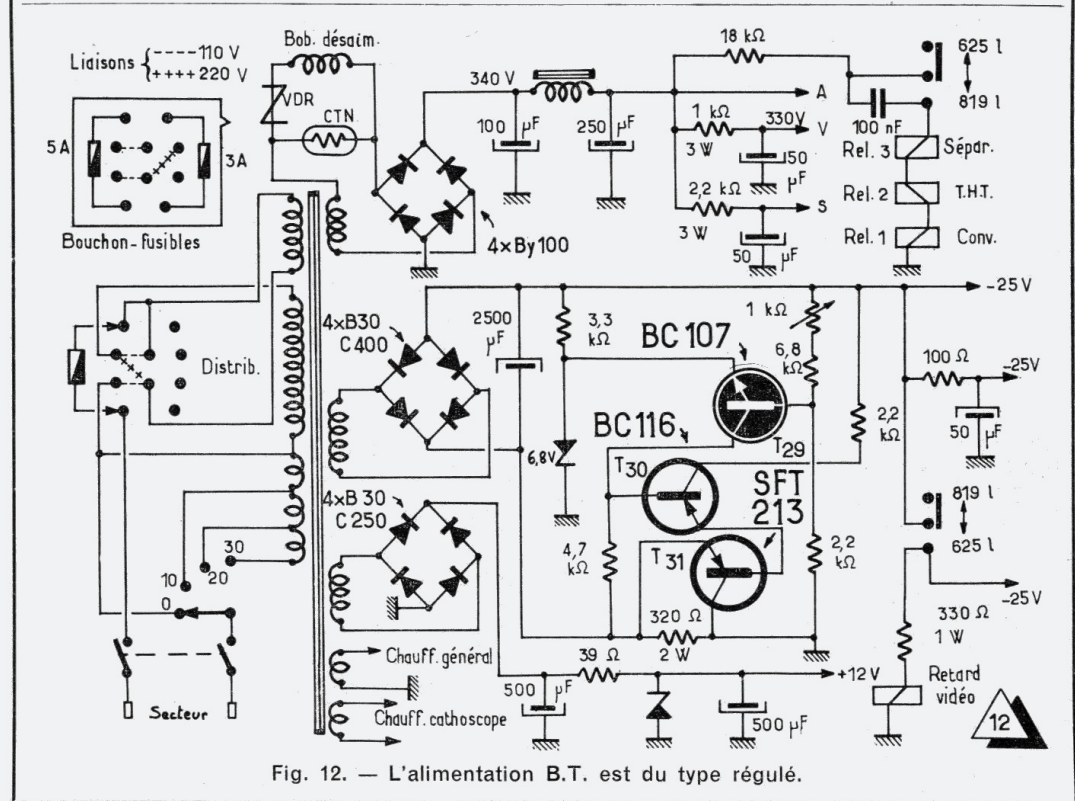 Liaisons { ---- 110 V
++++ 220 V
Bob. désaim.
VDR
CTN.
5A
3A
Bouchon-fusibles
340 V
100 µF
250 µF
4×By100
18 kΩ
A
1 kΩ
3 W
330V
V
50 µF
2,2 kΩ
3 W
S
50 µF
625 l
819 l
100 nF
Rel. 3
Sépar.
Rel. 2
T.H.T.
Rel. 1
Conv.
Distrib.
4×B30
C400
2500 µF
3,3 kΩ
BC 107
1 kΩ
6,8 kΩ
-25 V
100 Ω
-25V
50 µF
2,2 kΩ
6,8V
BC 116
T29
T30
SFT
213
T31
4×B 30
C 250
4,7 kΩ
2,2 kΩ
819 l
625 l
-25 V
320 Ω
2 W
330 Ω
1 W
10
20
30
0
Secteur
Chauff. général
Chauff. cathoscope
500 µF
39 Ω
+12V
500 µF
Retard
vidéo
12
Fig. 12. — L'alimentation B.T. est du type régulé.